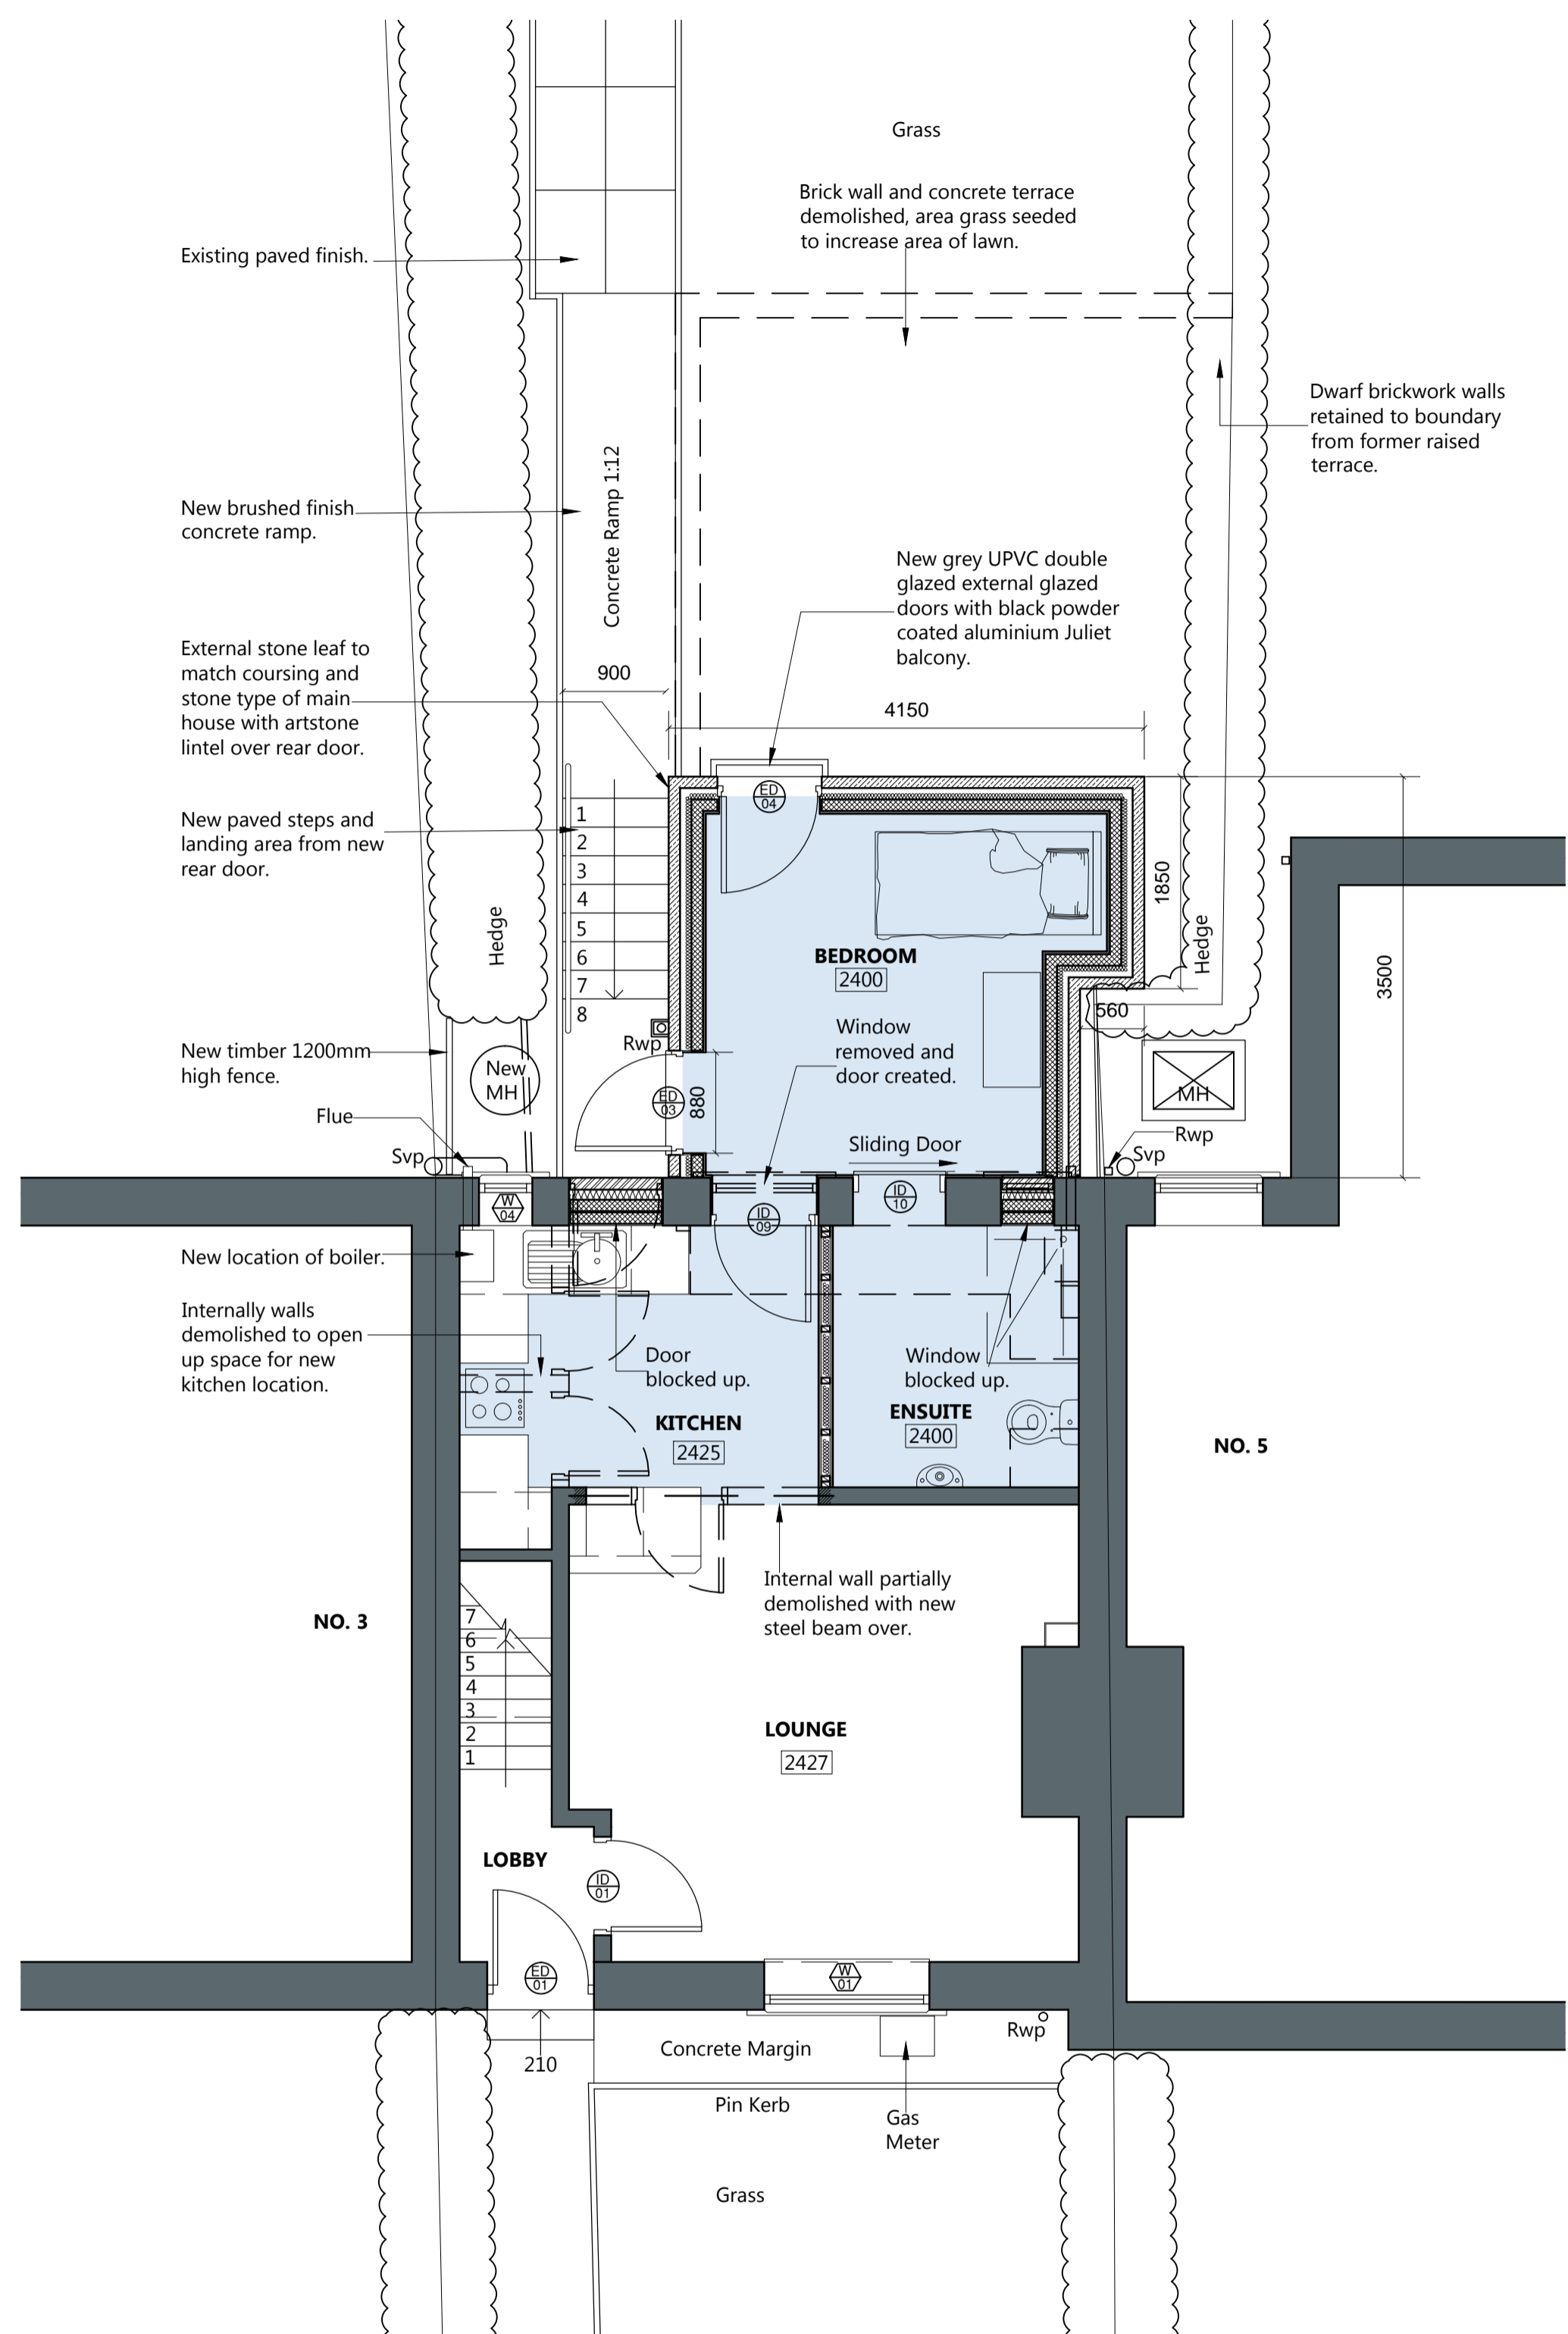 Grass
Brick wall and concrete terrace
demolished, area grass seeded
to increase area of lawn.
Existing paved finish.
Dwarf brickwork walls
retained to boundary
from former raised
terrace.
Concrete Ramp 1:12
New brushed finish
concrete ramp.
New grey UPVC double
glazed external glazed
doors with black powder
coated aluminium Juliet
balcony.
External stone leaf to
match coursing and
stone type of main
house with artstone
lintel over rear door.
900
4150
ED
04
New paved steps and
landing area from new
rear door.
1
2
3
4
5
6
7
8
1850
3500
Hedge
Hedge
BEDROOM
2400
560
Window
removed and
door created.
Rwp
New timber 1200mm
high fence.
New
MH
ED
03
880
MH
Flue
Sliding Door
Rwp
Svp
Svp
W
04
ID
09
ID
10
New location of boiler.
Internally walls
demolished to open
up space for new
kitchen location.
Door
blocked up.
Window
blocked up.
KITCHEN
2425
ENSUITE
2400
NO. 5
Internal wall partially
demolished with new
steel beam over.
NO. 3
7
6
5
4
3
2
1
LOUNGE
2427
LOBBY
ID
01
ED
01
W
01
210
Rwp
Concrete Margin
Pin Kerb
Gas
Meter
Grass